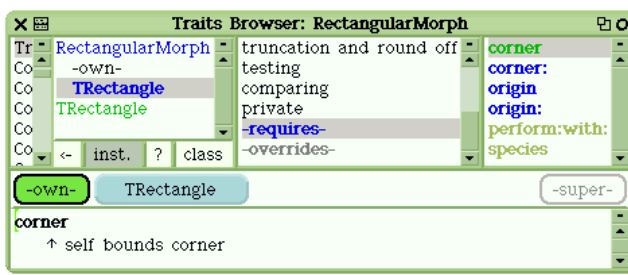 Traits Browser: RectangularMorph
Tr
Co
Co
Co
Co
Co
RectangularMorph
-own-
TRectangle
TRectangle
<- inst. ? class
truncation and round off
testing
comparing
private
-requires-
-overrides-
corner
corner:
origin
origin:
perform:with:
species
-own- TRectangle -super-
corner
↑ self bounds corner